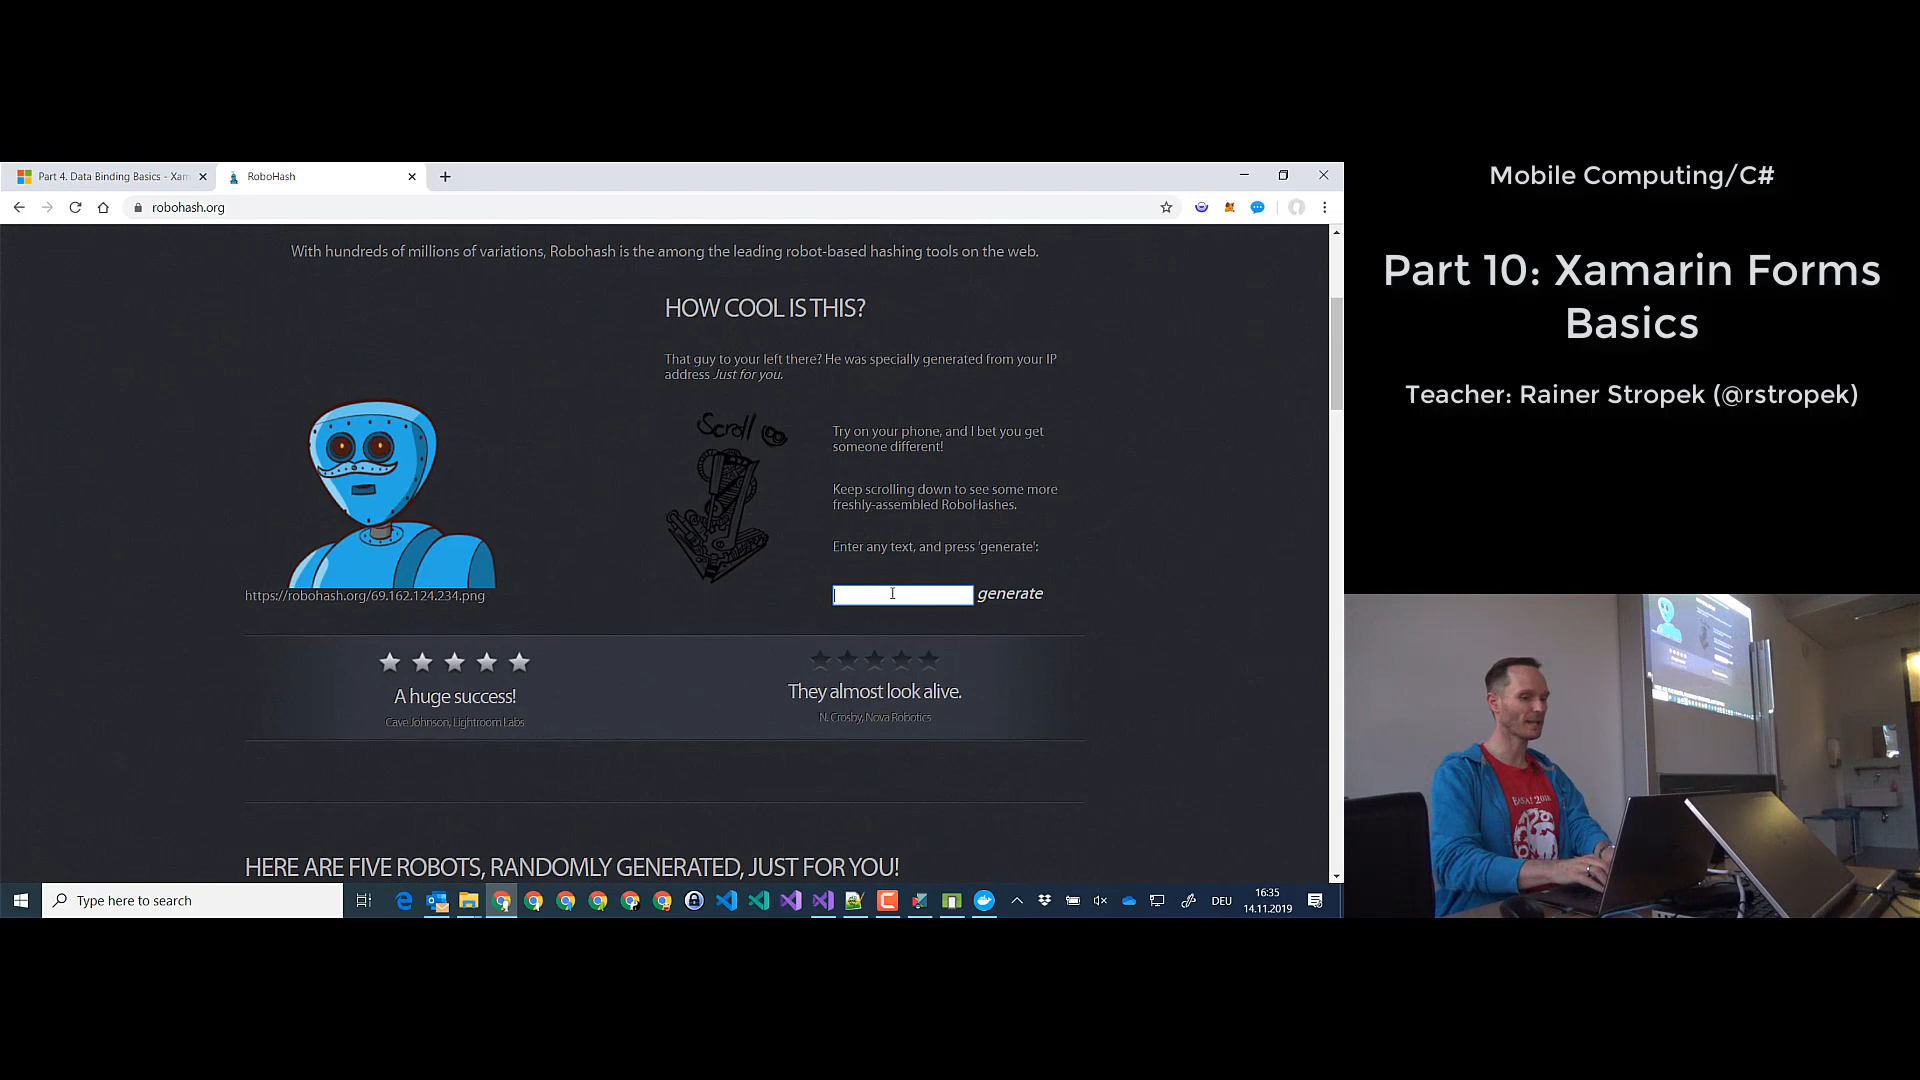 Part 4. Data Binding Basics - Xam
RoboHash
robohash.org
With hundreds of millions of variations, Robohash is the among the leading robot-based hashing tools on the web.
HOW COOL IS THIS?
That guy to your left there? He was specially generated from your IP
address Just for you.
Scroll
Try on your phone, and I bet you get
someone different!
Keep scrolling down to see some more
freshly-assembled RoboHashes.
Enter any text, and press 'generate':
generate
https://robohash.org/69.162.124.234.png
A huge success!
Cave Johnson, Lightroom Labs
They almost look alive.
N. Crosby, Nova Robotics
HERE ARE FIVE ROBOTS, RANDOMLY GENERATED, JUST FOR YOU!
Type here to search
DEU
16:35
14.11.2019
Mobile Computing/C#
Part 10: Xamarin Forms
Basics
Teacher: Rainer Stropek (@rstropek)